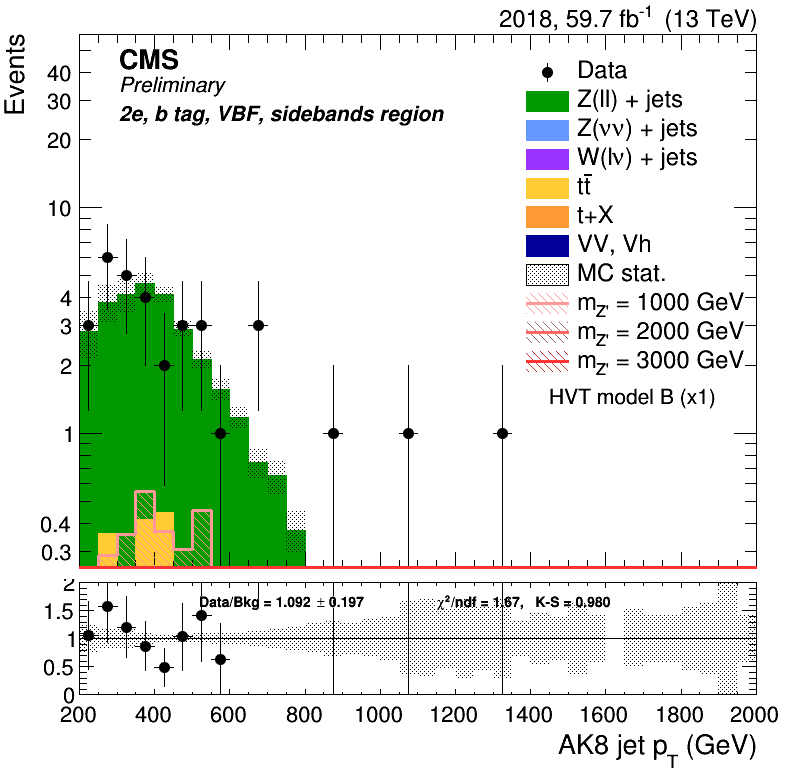 2018, 59.7 fb⁻¹ (13 TeV)
Events
CMS
Preliminary
2e, b tag, VBF, sidebands region
Data
Z(ll) + jets
Z(νν) + jets
W(lν) + jets
tt̄
t+X
VV, Vh
MC stat.
m_Z' = 1000 GeV
m_Z' = 2000 GeV
m_Z' = 3000 GeV
HVT model B (x1)
40
30
20
10
4
3
2
1
0.4
0.3
Data/Bkg = 1.092 ± 0.197 χ²/ndf = 1.67, K-S = 0.980
2
1.5
1
0.5
0
200 400 600 800 1000 1200 1400 1600 1800 2000
AK8 jet p_T (GeV)